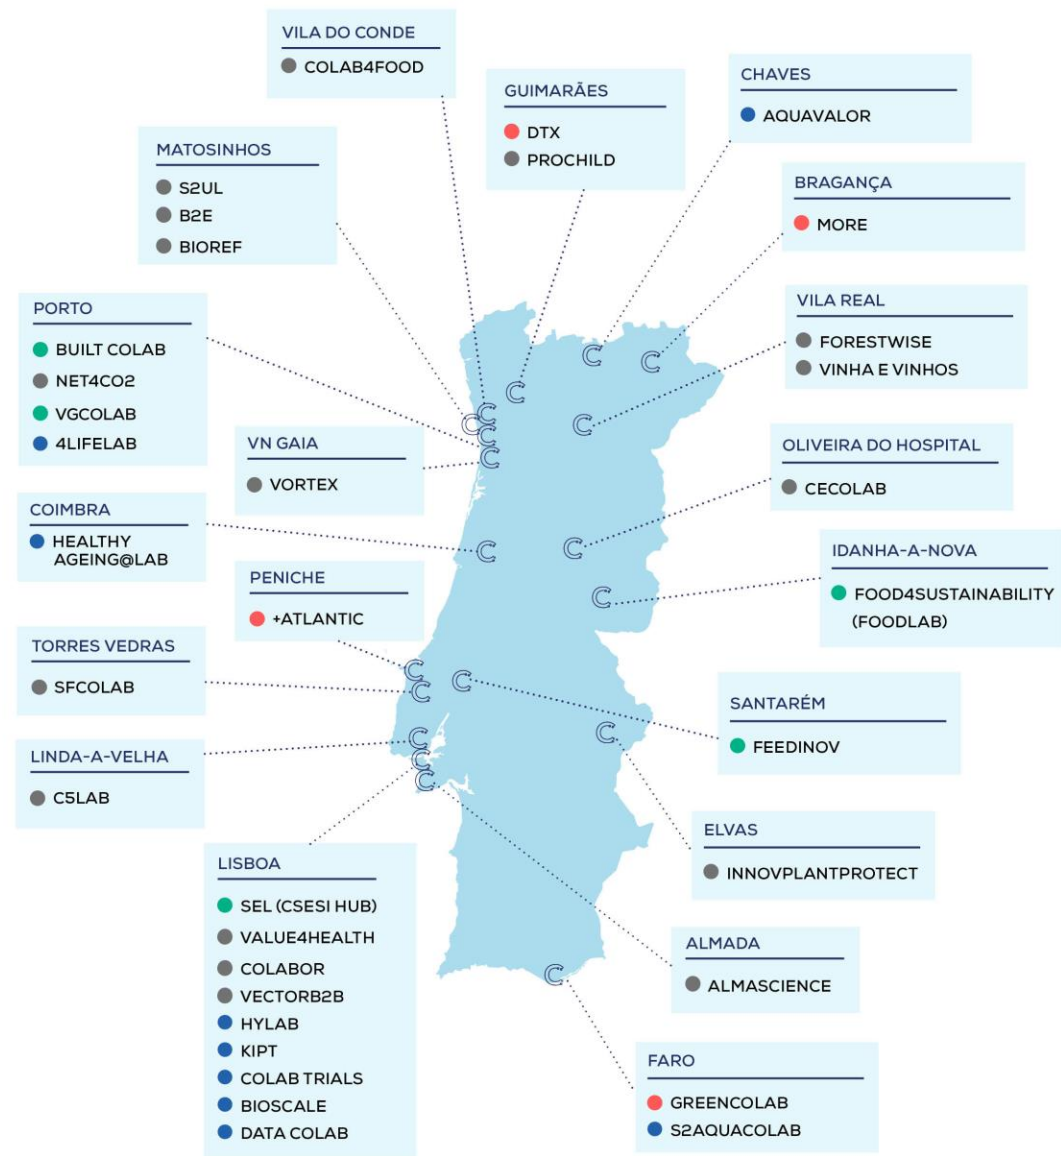 VILA DO CONDE
COLAB4FOOD
GUIMARÃES
DTX
PROCHILD
CHAVES
AQUAVALOR
MATOSINHOS
S2UL
B2E
BIOREF
BRAGANÇA
MORE
PORTO
BUILT COLAB
NET4CO2
VGCOLAB
4LIFELAB
VILA REAL
FORESTWISE
VINHA E VINHOS
VN GAIA
VORTEX
OLIVEIRA DO HOSPITAL
CECOLAB
COIMBRA
HEALTHY
AGEING@LAB
IDANHA-A-NOVA
FOOD4SUSTAINABILITY
(FOODLAB)
PENICHE
+ATLANTIC
TORRES VEDRAS
SFCOLAB
SANTARÉM
FEEDINOV
LINDA-A-VELHA
C5LAB
ELVAS
INNOVPLANTPROTECT
LISBOA
SEL (CSESI HUB)
VALUE4HEALTH
COLABOR
VECTORB2B
HYLAB
KIPT
COLAB TRIALS
BIOSCALE
DATA COLAB
ALMADA
ALMASCIENCE
FARO
GREENCOLAB
S2AQUACOLAB